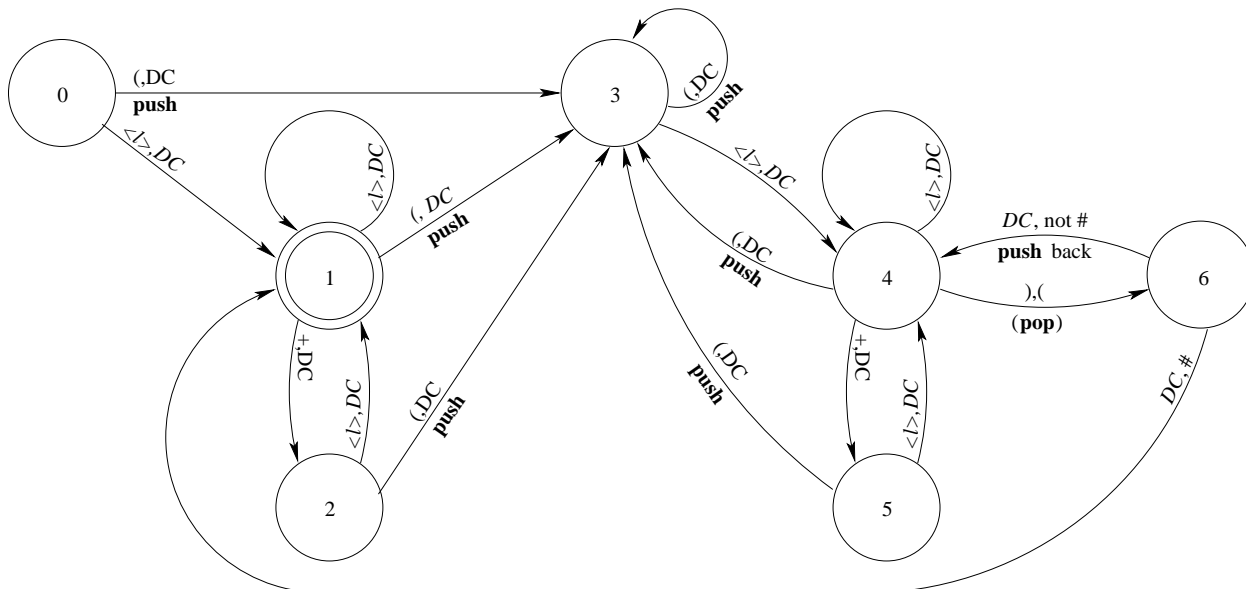 0
(,DC
push
<l>,DC
3
(,DC
push
<l>,DC
1
(, DC
push
<l>,DC
(,DC
push
<l>,DC
4
DC, not #
push back
),(
(pop)
6
+,DC
<l>,DC
2
(,DC
push
(,DC
push
+,DC
<l>,DC
5
DC, #